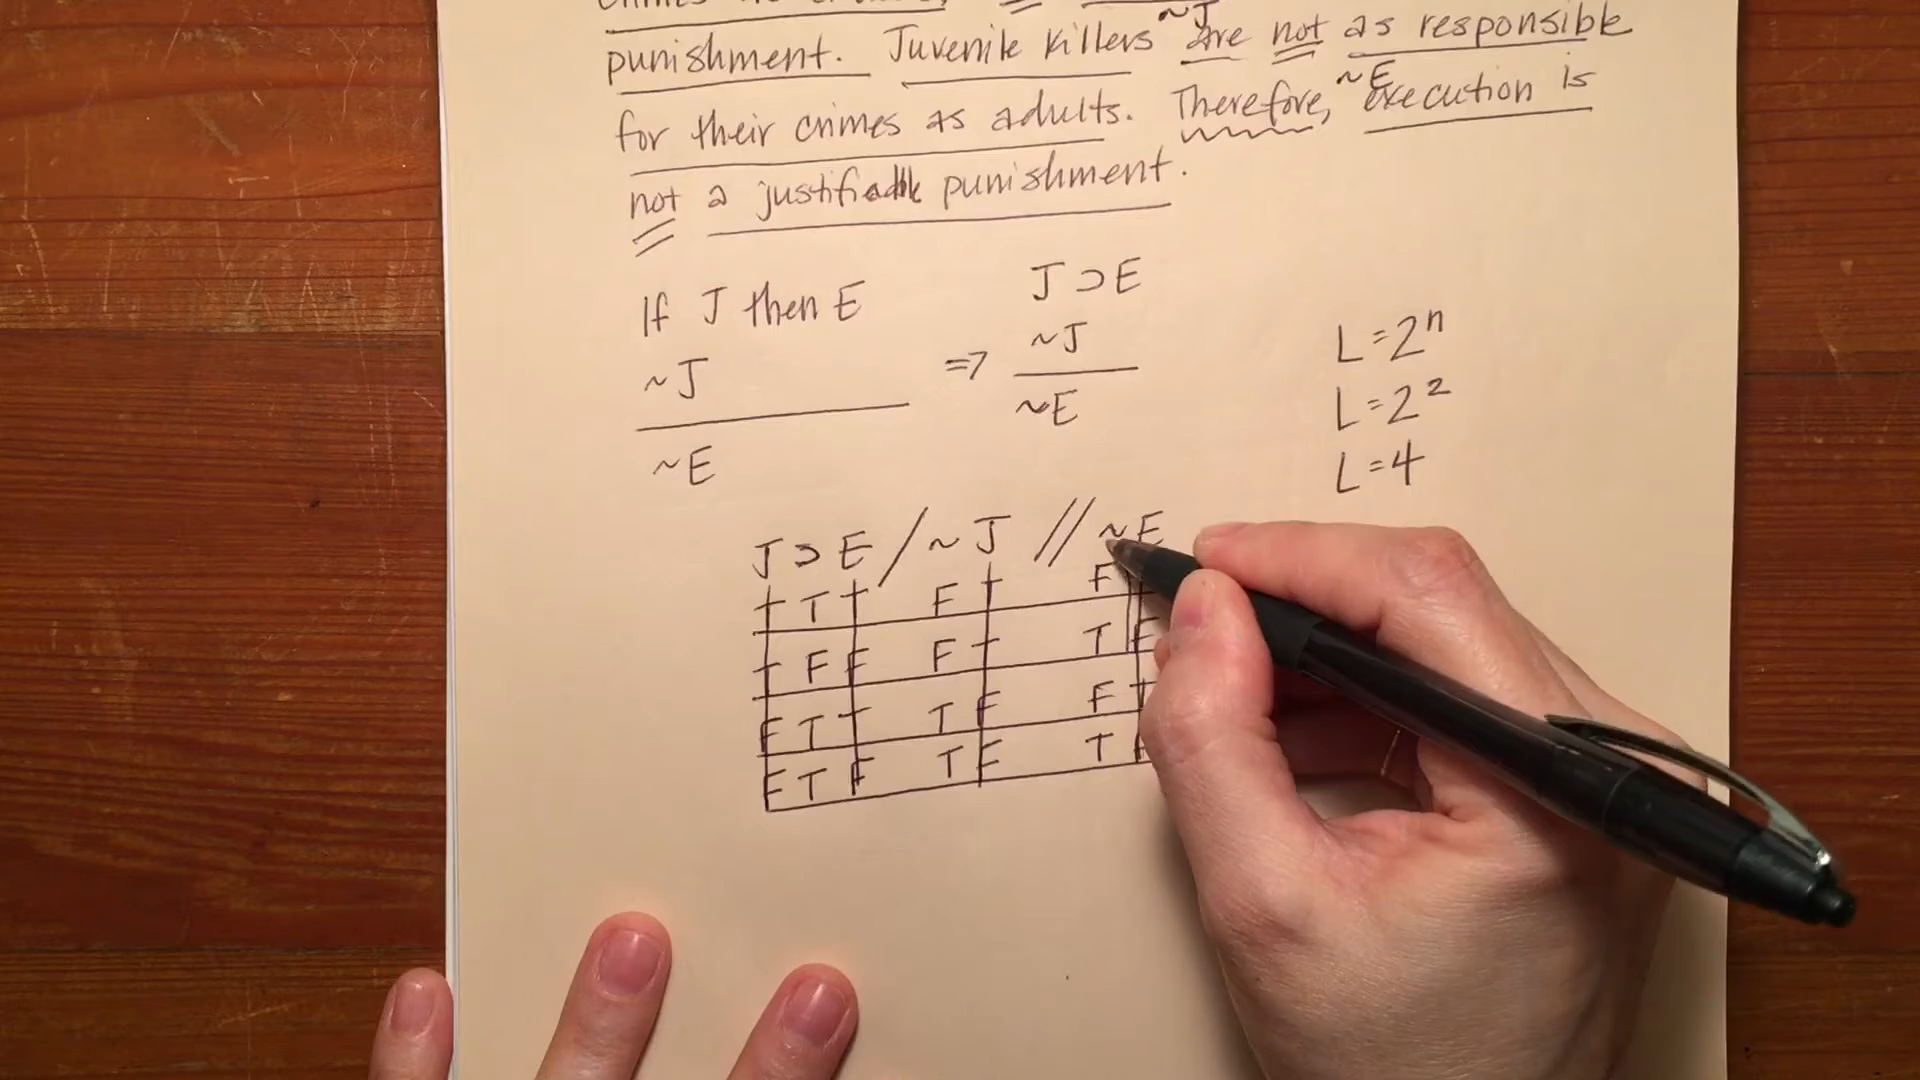 punishment. Juvenile killers are not as responsible
~J
~E
for their crimes as adults. Therefore, execution is
not a justifiable punishment.
If J then E
~J
~E
=>
J ⊃ E
~J
~E
L=2ⁿ
L=2²
L=4
J ⊃ E / ~J // ~E
T T T F T F
T F F F T T F
F T T T F F T
F T F T F T F